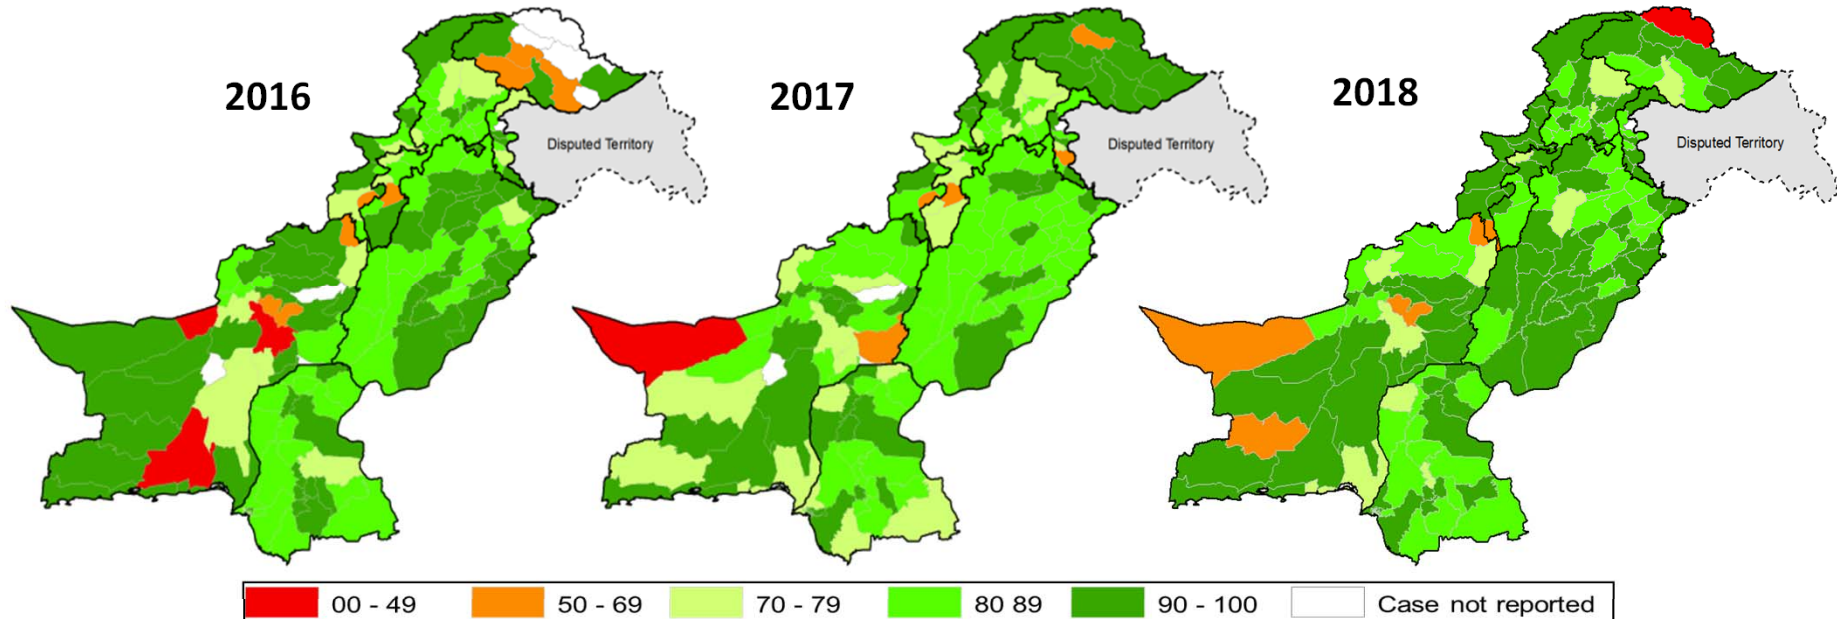 2016
2017
2018
Disputed Territory
Disputed Territory
Disputed Territory
00 - 49
50 - 69
70 - 79
80 89
90 - 100
Case not reported